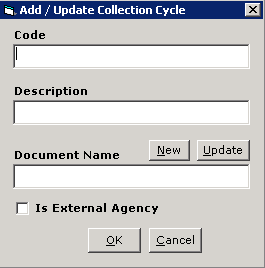 Add / Update Collection Cycle
Code
Description
New Update
Document Name
Is External Agency
OK Cancel